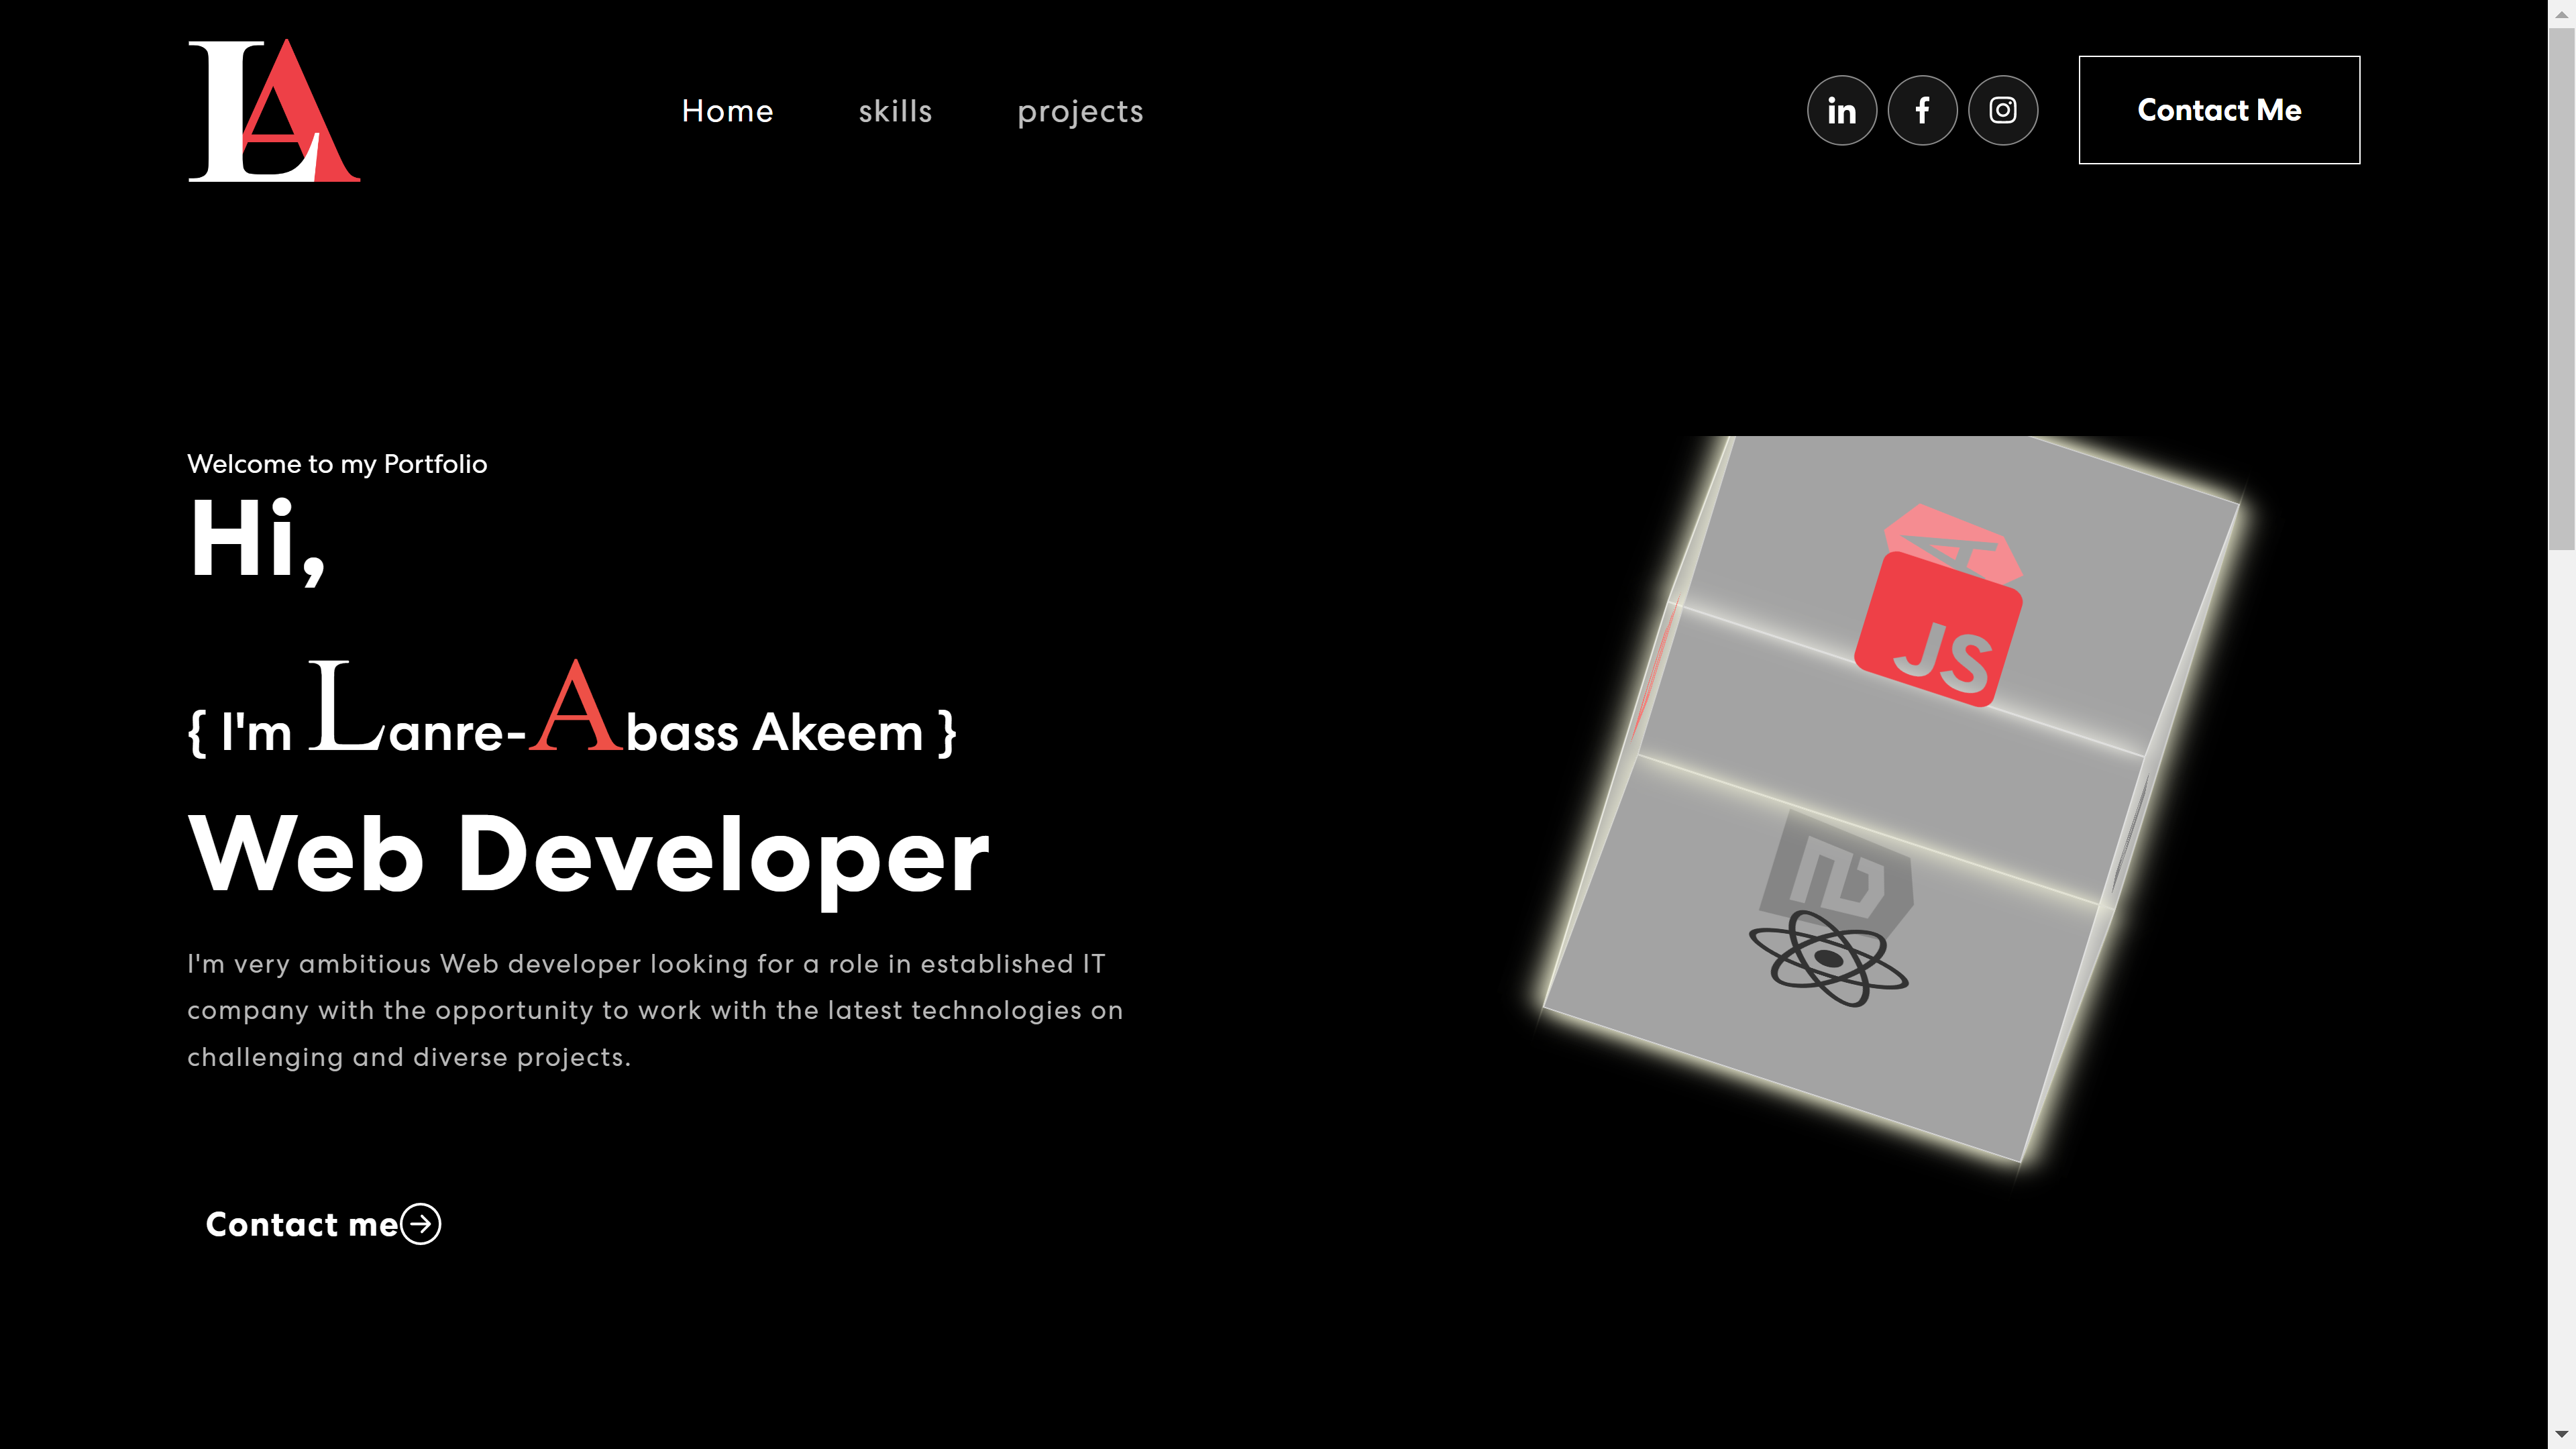 LA
Home skills projects
in f Contact Me
Welcome to my Portfolio
Hi,
{ I'm Lanre-Abass Akeem }
Web Developer
I'm very ambitious Web developer looking for a role in established IT
company with the opportunity to work with the latest technologies on
challenging and diverse projects.
Contact me
A
JS